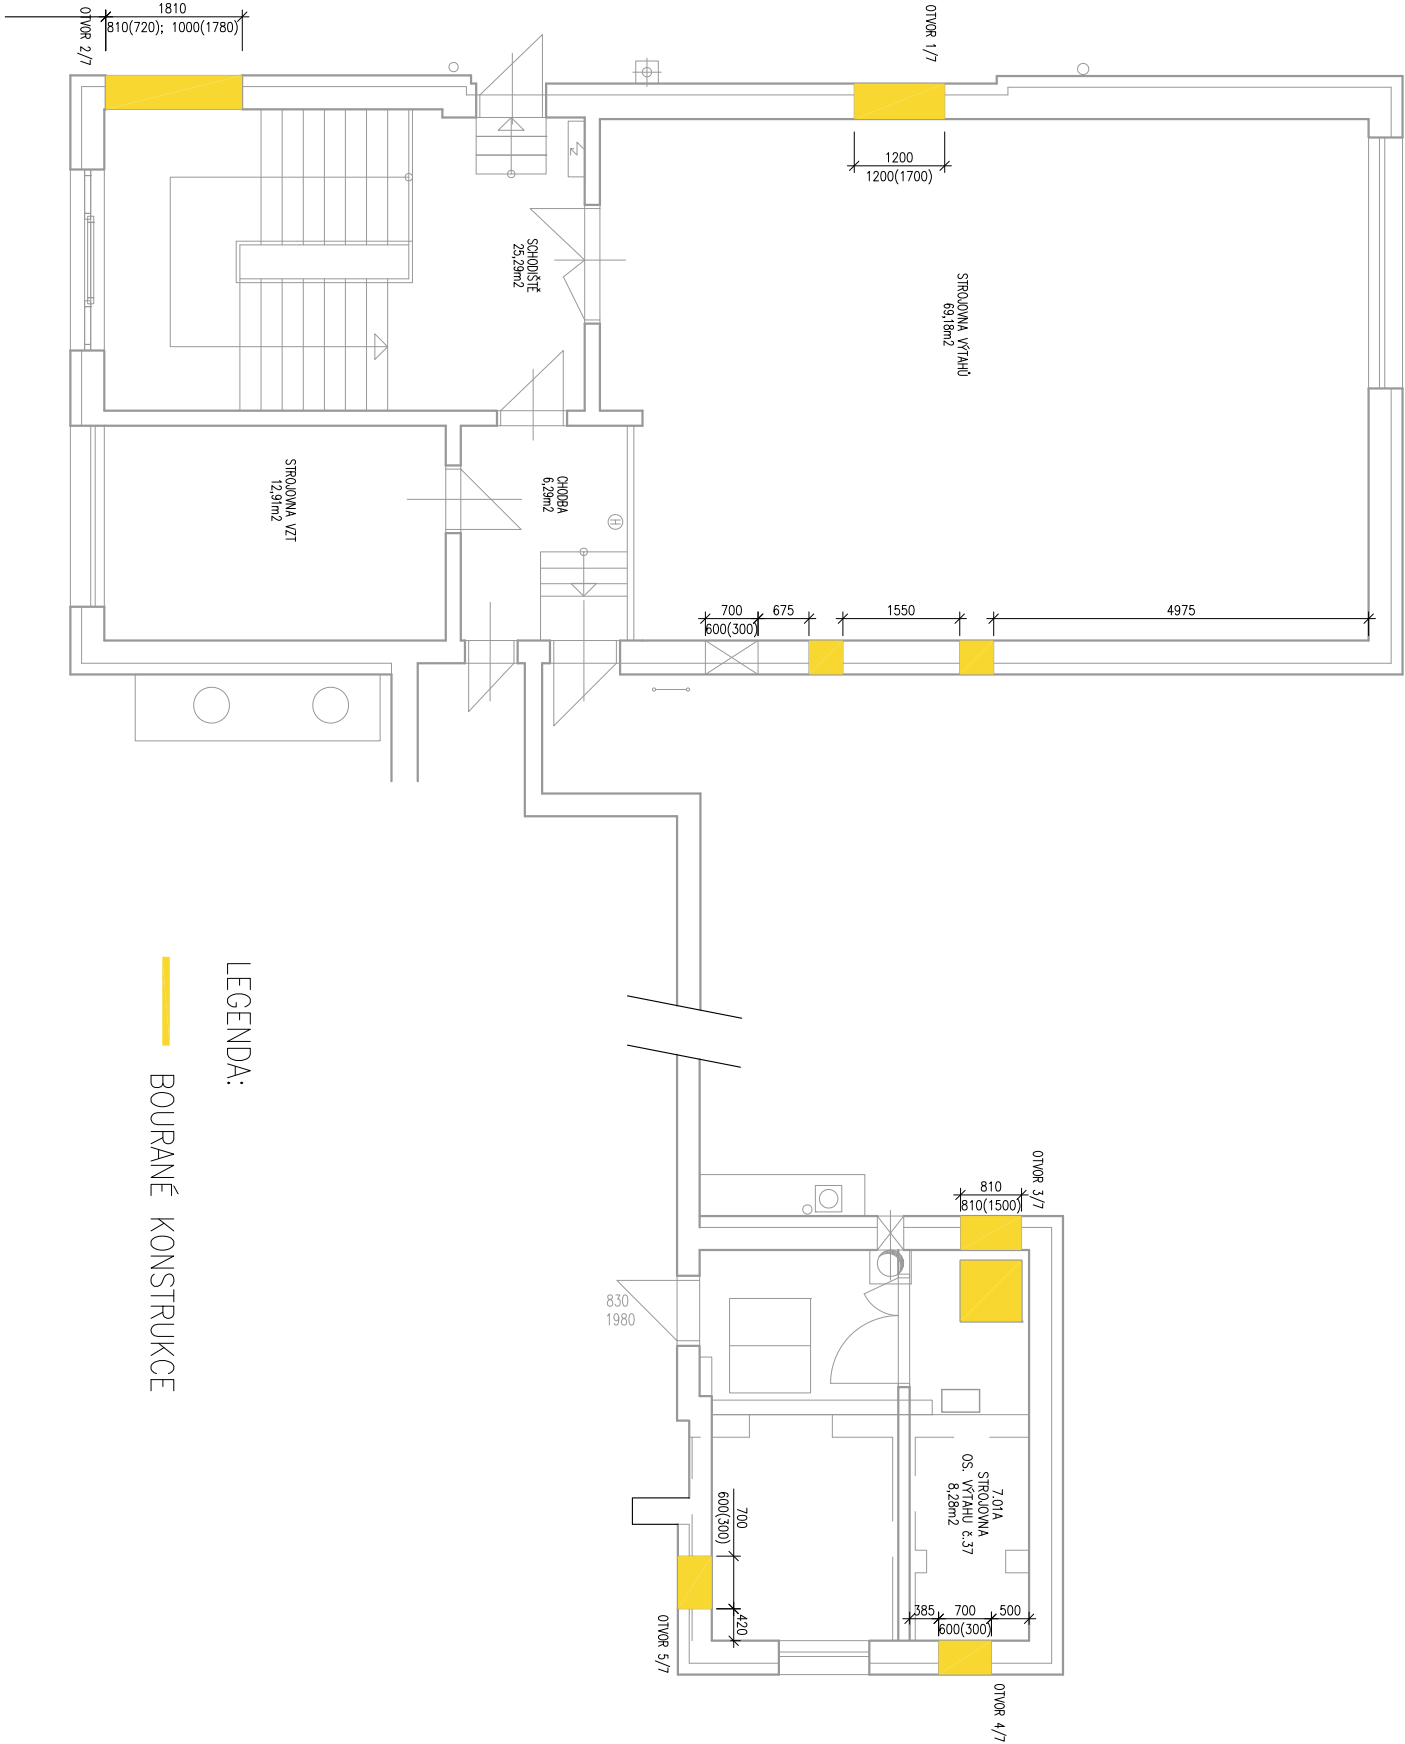 1810
810(720); 1000(1780)
OTVOR 2/7
OTVOR 1/7
1200
1200(1700)
SCHODIŠTĚ
25,29m2
STROJOVNA VÝTAHŮ
69,18m2
STROJOVNA VZT
12,91m2
CHODBA
6,29m2
H
700
600(300)
675
1550
4975
LEGENDA:
BOURANÉ KONSTRUKCE
OTVOR 3/7
810
810(1500)
830
1980
7.01A
STROJOVNA
OS. VÝTAHU č.37
8,28m2
700
600(300)
420
385
700
600(300)
500
OTVOR 5/7
OTVOR 4/7